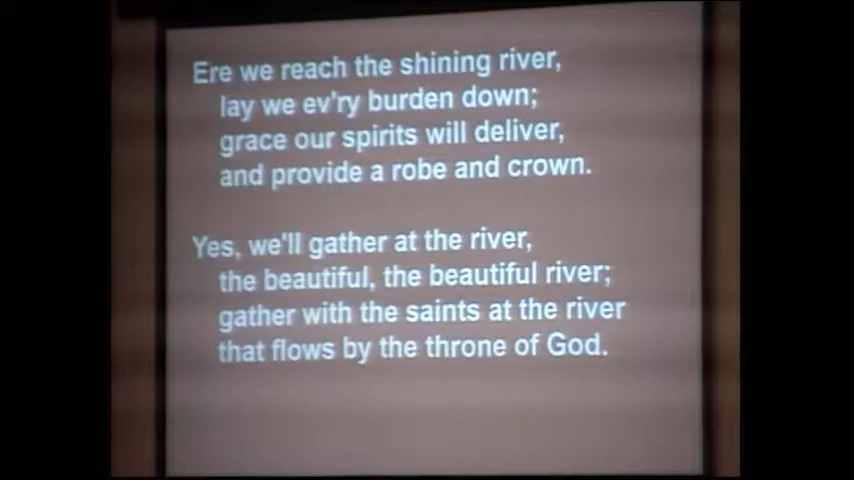 Ere we reach the shining river,
lay we ev'ry burden down;
grace our spirits will deliver,
and provide a robe and crown.
Yes, we'll gather at the river,
the beautiful, the beautiful river;
gather with the saints at the river
that flows by the throne of God.